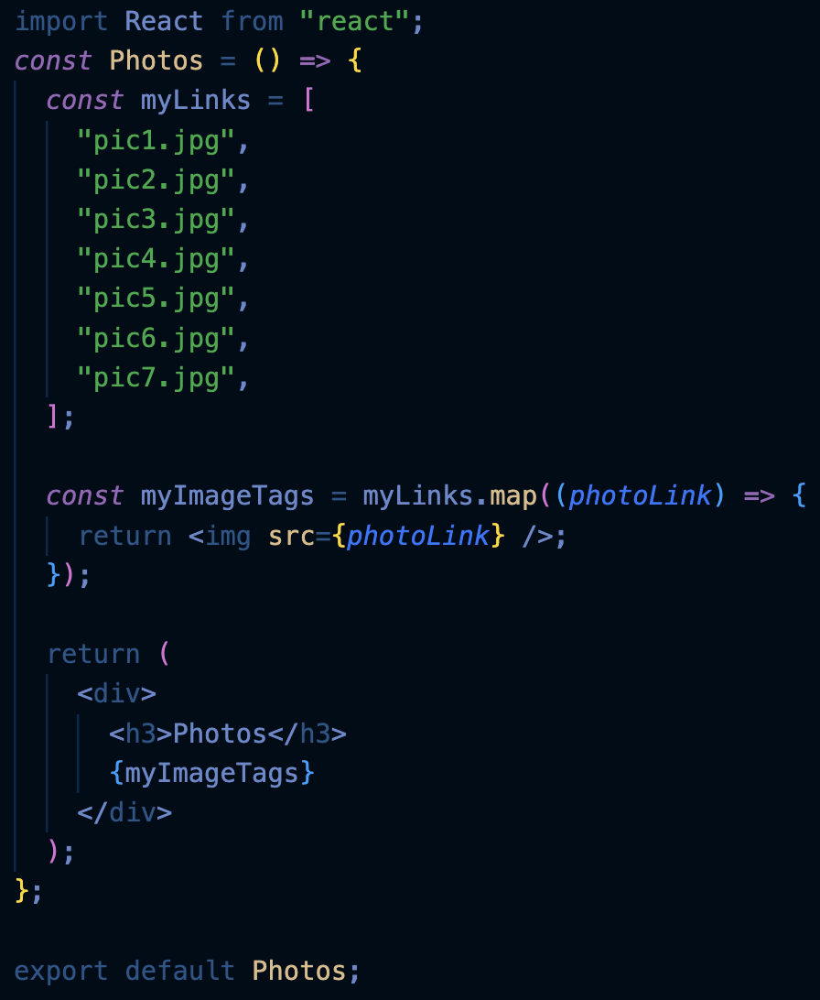 import React from "react";
const Photos = () => {
  const myLinks = [
    "pic1.jpg",
    "pic2.jpg",
    "pic3.jpg",
    "pic4.jpg",
    "pic5.jpg",
    "pic6.jpg",
    "pic7.jpg",
  ];

  const myImageTags = myLinks.map((photoLink) => {
    return <img src={photoLink} />;
  });

  return (
    <div>
      <h3>Photos</h3>
      {myImageTags}
    </div>
  );
};

export default Photos;